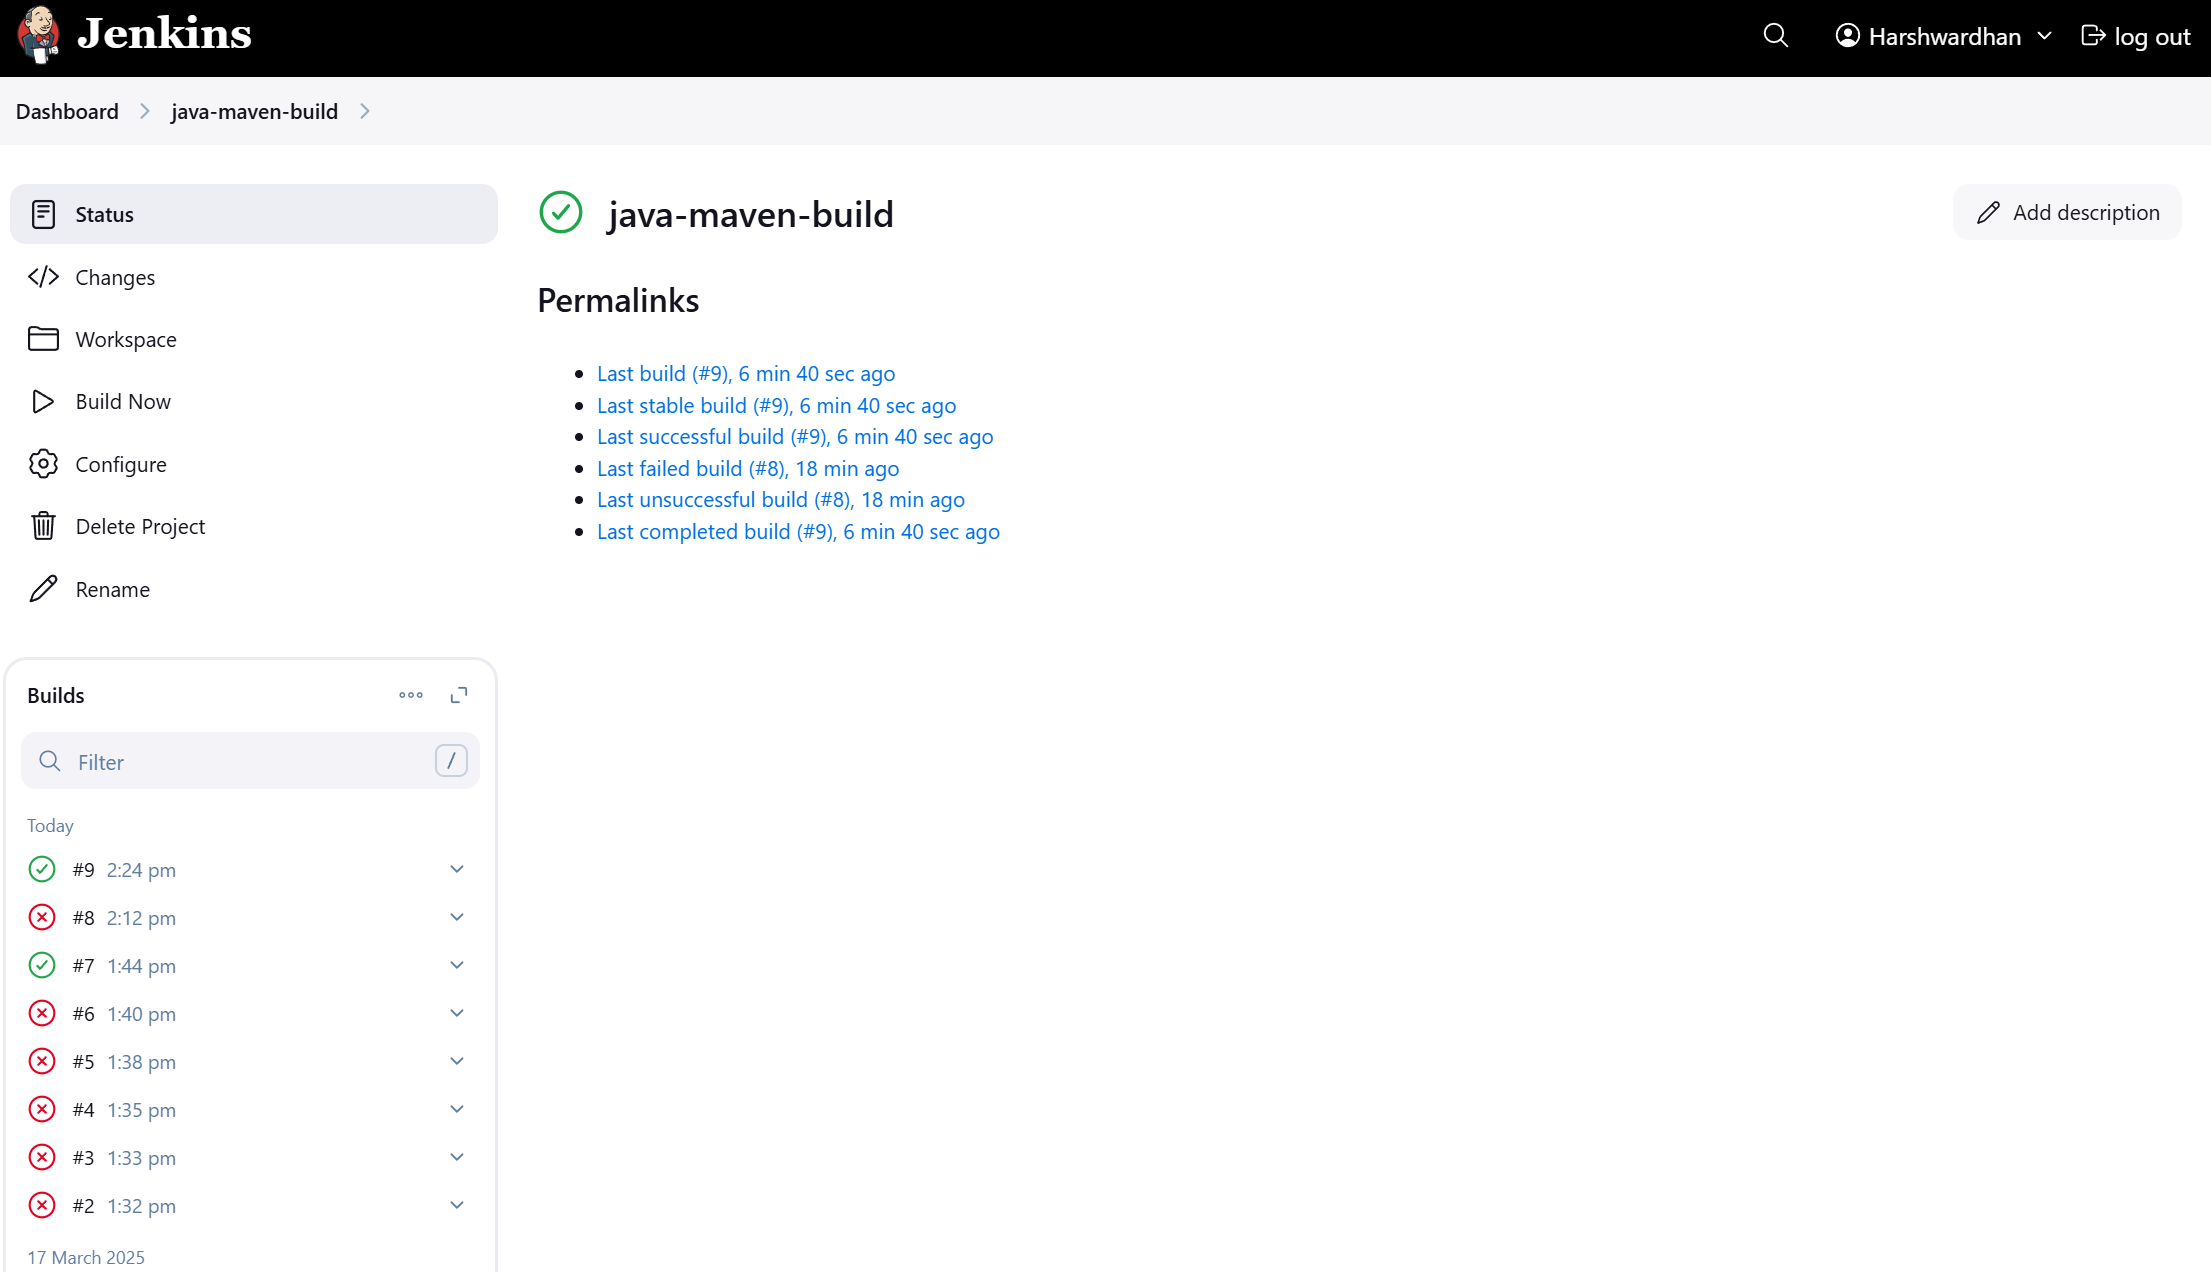 Jenkins
Harshwardhan
log out
Dashboard
java-maven-build
Status
Changes
Workspace
Build Now
Configure
Delete Project
Rename
java-maven-build
Add description
Permalinks
Last build (#9), 6 min 40 sec ago
Last stable build (#9), 6 min 40 sec ago
Last successful build (#9), 6 min 40 sec ago
Last failed build (#8), 18 min ago
Last unsuccessful build (#8), 18 min ago
Last completed build (#9), 6 min 40 sec ago
Builds
Filter /
Today
#9 2:24 pm
#8 2:12 pm
#7 1:44 pm
#6 1:40 pm
#5 1:38 pm
#4 1:35 pm
#3 1:33 pm
#2 1:32 pm
17 March 2025